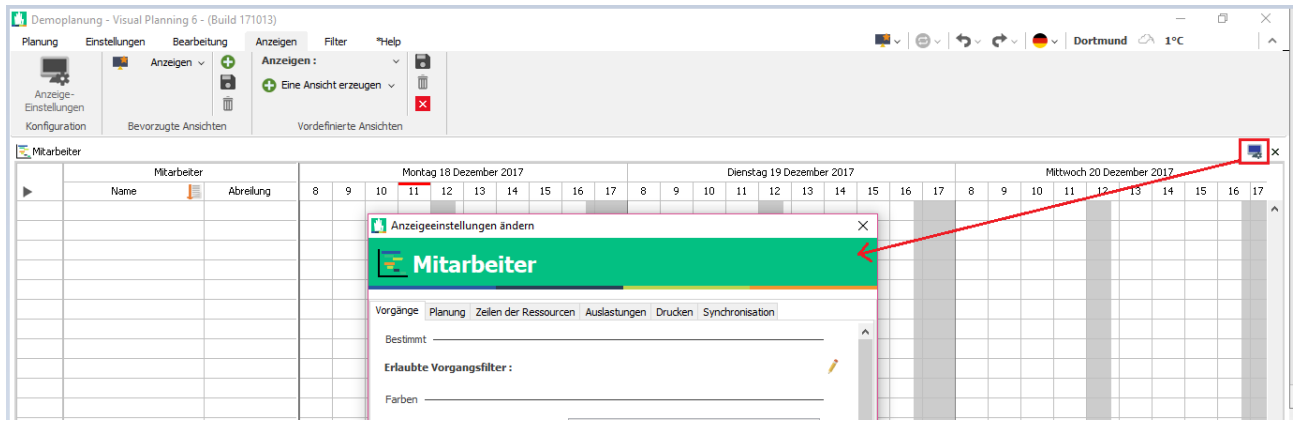 Demoplanung - Visual Planning 6 - (Build 171013)
Planung Einstellungen Bearbeitung Anzeigen Filter *Help Dortmund 1°C
Anzeigen Anzeigen :
Eine Ansicht erzeugen
Anzeige-
Einstellungen
Konfiguration Bevorzugte Ansichten Vordefinierte Ansichten
Mitarbeiter
Mitarbeiter Montag 18 Dezember 2017 Dienstag 19 Dezember 2017 Mittwoch 20 Dezember 2017
Name Abreilung 8 9 10 11 12 13 14 15 16 17 8 9 10 11 12 13 14 15 16 17 8 9 10 11 12 13 14 15 16 17
Anzeigeeinstellungen ändern
Mitarbeiter
Vorgänge Planung Zeilen der Ressourcen Auslastungen Drucken Synchronisation
Bestimmt
Erlaubte Vorgangsfilter :
Farben